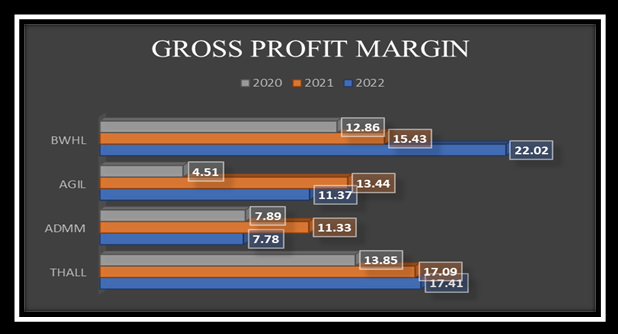 GROSS PROFIT MARGIN
2020 2021 2022
BWHL
12.86
15.43
22.02
AGIL
4.51
13.44
11.37
ADMM
7.89
11.33
7.78
THALL
13.85
17.09
17.41